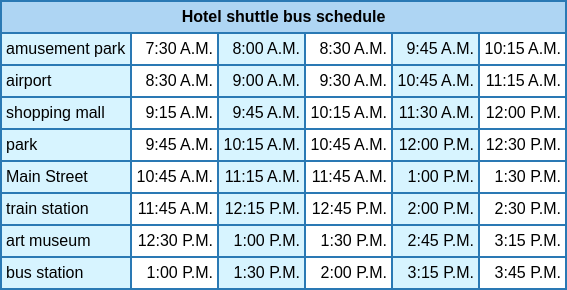 Hotel shuttle bus schedule
amusement park 7:30 A.M. 8:00 A.M. 8:30 A.M. 9:45 A.M. 10:15 A.M.
airport 8:30 A.M. 9:00 A.M. 9:30 A.M. 10:45 A.M. 11:15 A.M.
shopping mall 9:15 A.M. 9:45 A.M. 10:15 A.M. 11:30 A.M. 12:00 P.M.
park 9:45 A.M. 10:15 A.M. 10:45 A.M. 12:00 P.M. 12:30 P.M.
Main Street 10:45 A.M. 11:15 A.M. 11:45 A.M. 1:00 P.M. 1:30 P.M.
train station 11:45 A.M. 12:15 P.M. 12:45 P.M. 2:00 P.M. 2:30 P.M.
art museum 12:30 P.M. 1:00 P.M. 1:30 P.M. 2:45 P.M. 3:15 P.M.
bus station 1:00 P.M. 1:30 P.M. 2:00 P.M. 3:15 P.M. 3:45 P.M.